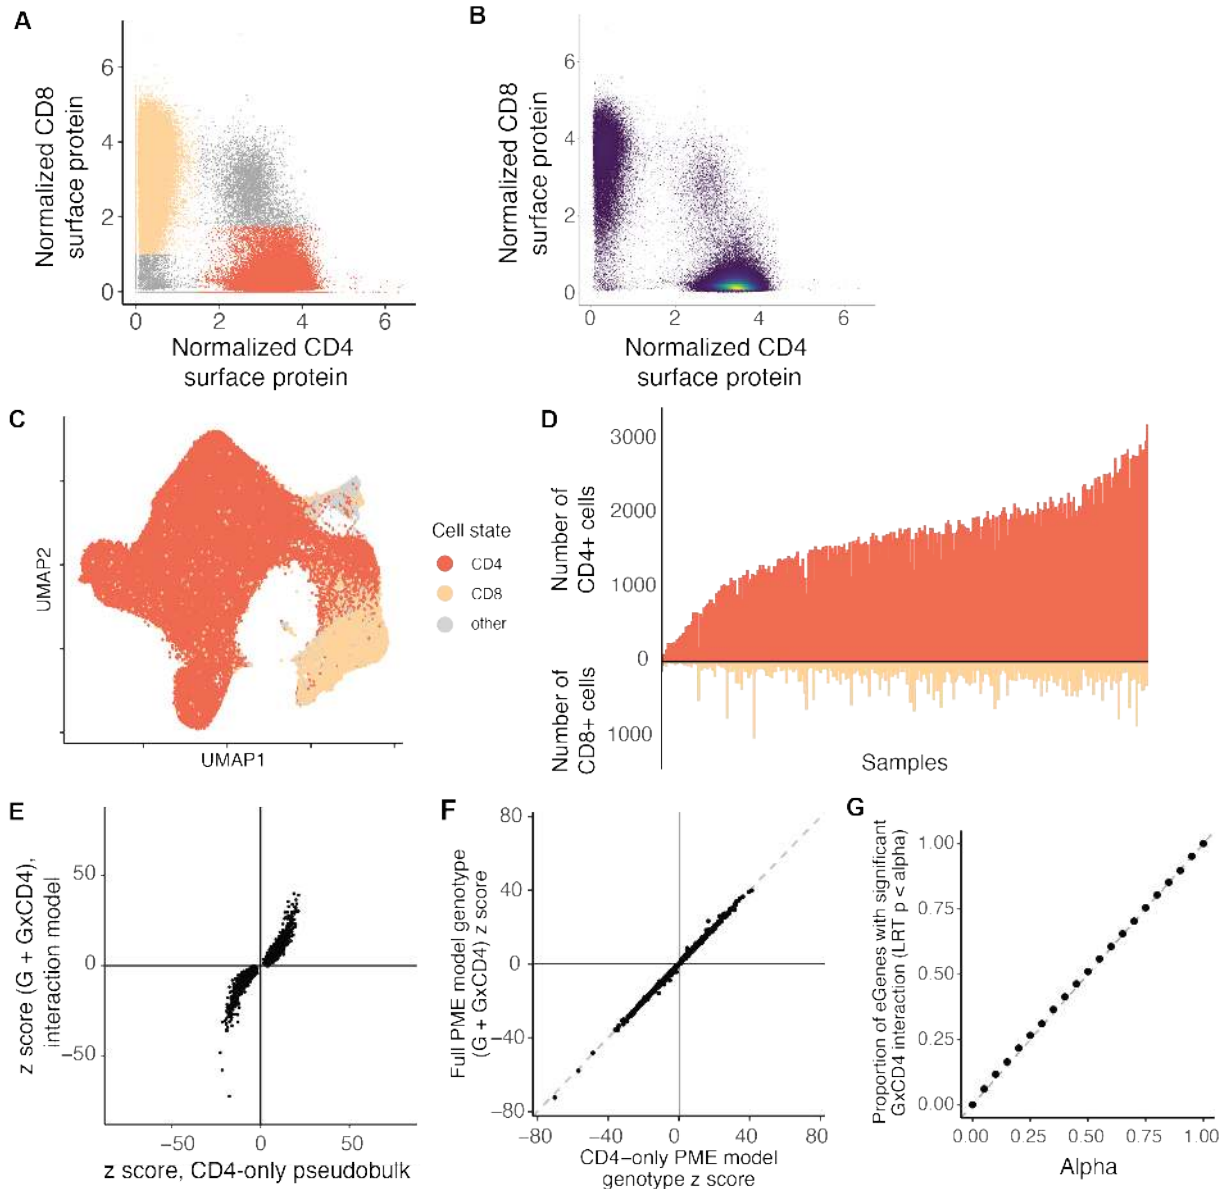 A
Normalized CD8
surface protein
6
4
2
0
0
2
4
6
Normalized CD4
surface protein
B
Normalized CD8
surface protein
6
4
2
0
0
2
4
6
Normalized CD4
surface protein
C
UMAP2
UMAP1
Cell state
CD4
CD8
other
D
Number of
CD4+ cells
3000
2000
1000
0
Number of
CD8+ cells
1000
Samples
E
z score (G + GxCD4),
interaction model
50
0
−50
−50
0
50
z score, CD4-only pseudobulk
F
Full PME model genotype
(G + GxCD4) z score
80
40
0
−40
−80
−80
−40
0
40
80
CD4−only PME model
genotype z score
G
Proportion of eGenes with significant
GxCD4 interaction (LRT p < alpha)
1.00
0.75
0.50
0.25
0.00
0.00
0.25
0.50
0.75
1.00
Alpha